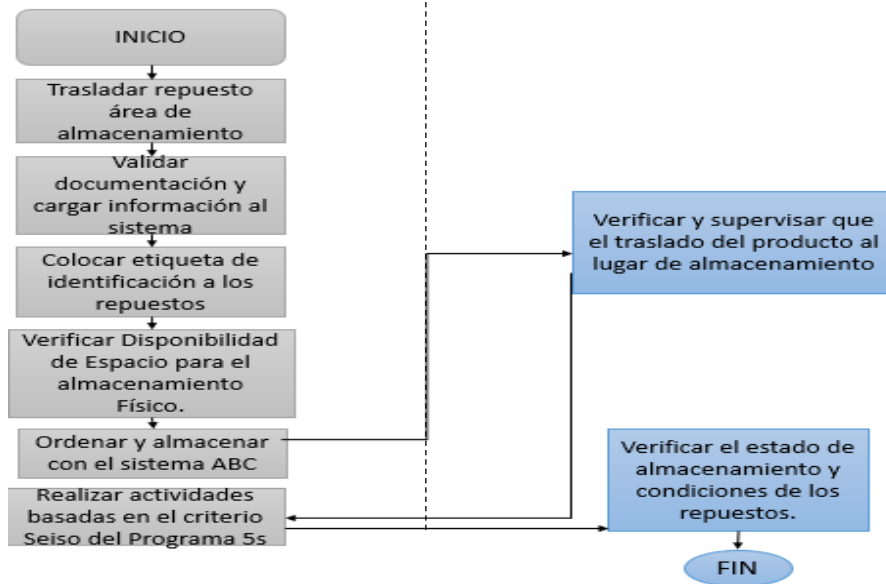 INICIO
Trasladar repuesto
área de
almacenamiento
Validar
documentación y
cargar información al
sistema
Colocar etiqueta de
identificación a los
repuestos
Verificar Disponibilidad
de Espacio para el
almacenamiento
Físico.
Ordenar y almacenar
con el sistema ABC
Verificar y supervisar que
el traslado del producto al
lugar de almacenamiento
Realizar actividades
basadas en el criterio
Seiso del Programa 5s
Verificar el estado de
almacenamiento y
condiciones de los
repuestos.
FIN